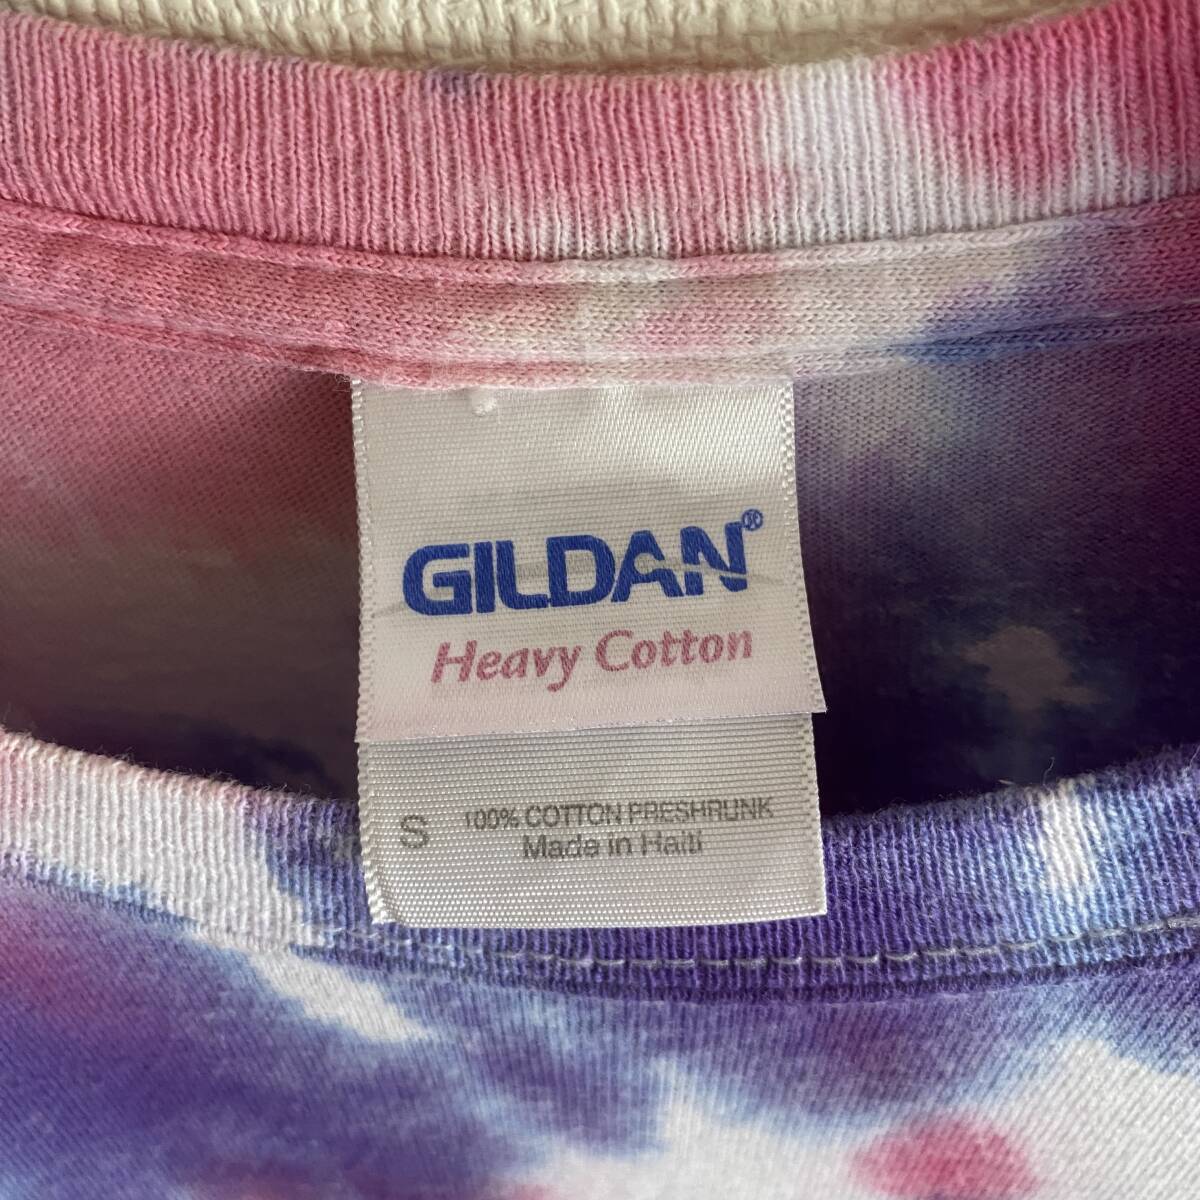 GILDAN®
Heavy Cotton
S 100% COTTON PRESHRUNK
Made in Haiti